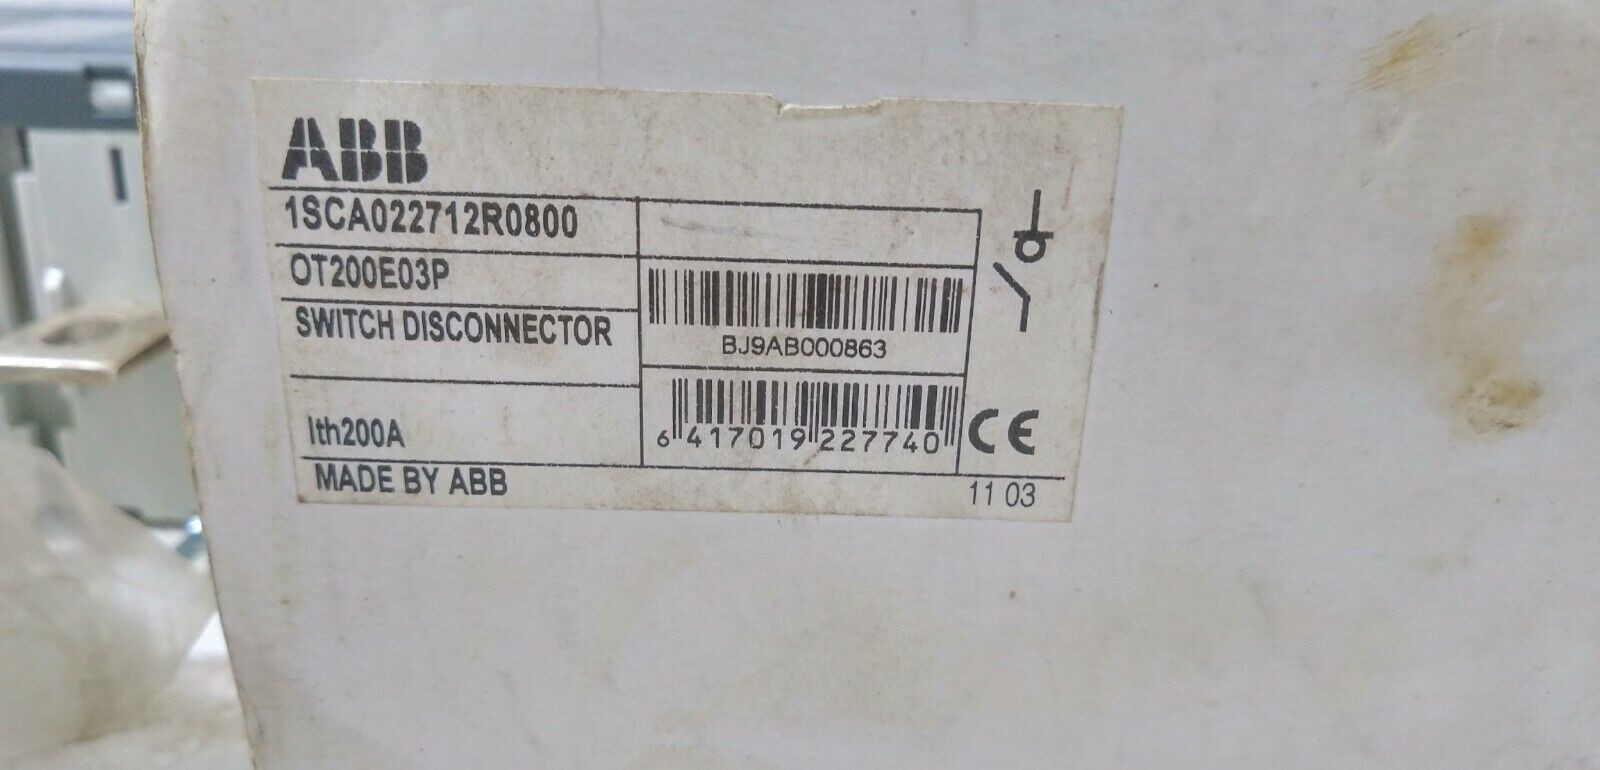 ABB
1SCA022712R0800
OT200E03P
SWITCH DISCONNECTOR
BJ9AB000863
Ith200A
6 417019 227740
CE
MADE BY ABB
11 03